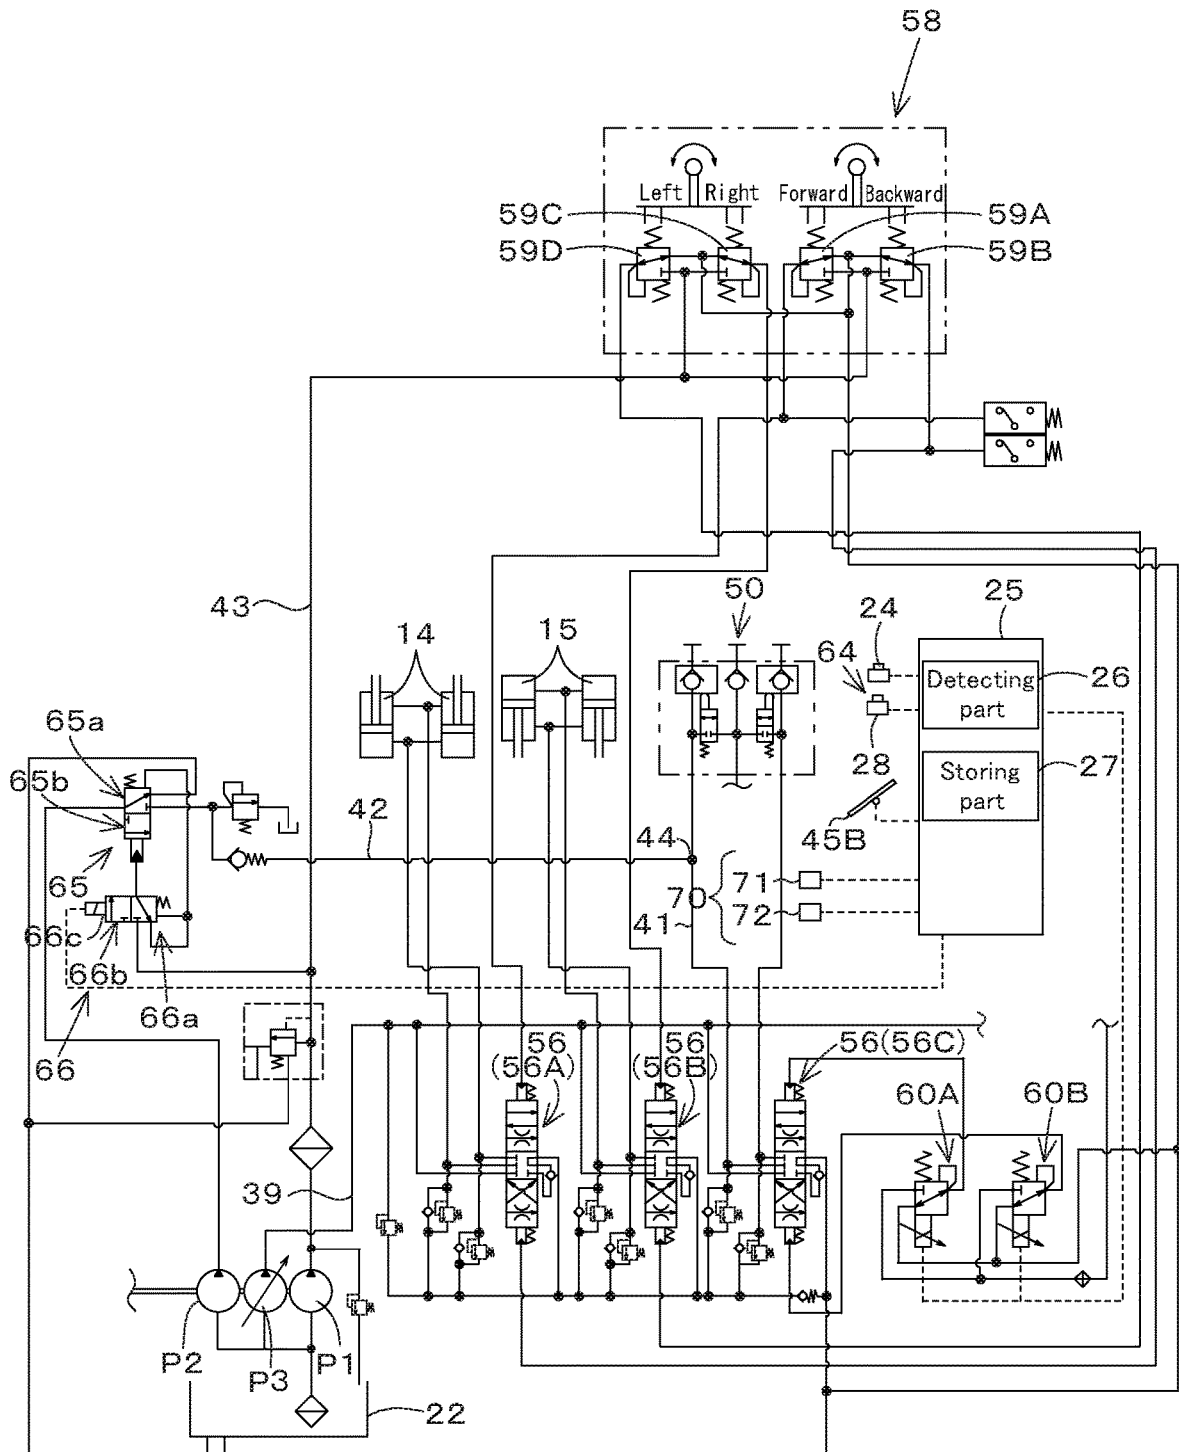 58
Left Right Forward Backward
59C 59A
59D 59B
43
14 15 50
24 25
64
Detecting part 26
28
Storing part 27
45B
65a
65b
42
44
65
70 71
72
41
66c
66b
66a
66
56 (56A)
56 (56B)
56(56C)
60A 60B
39
P2 P3 P1
22